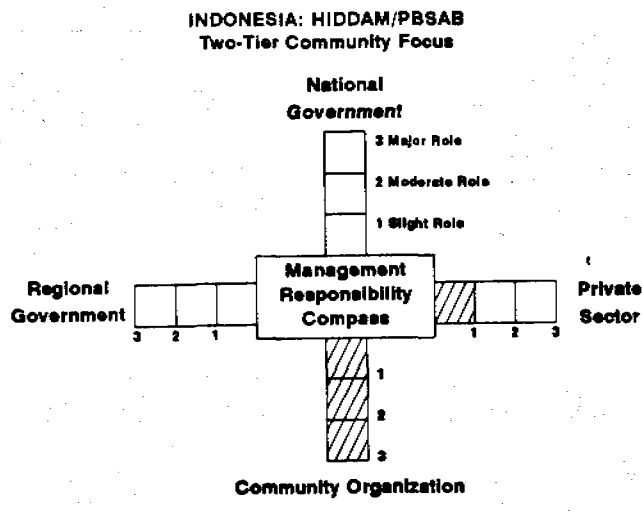 INDONESIA: HIDDAM/PBSAB
Two-Tier Community Focus
National
Government
3 Major Role
2 Moderate Role
1 Slight Role
Management
Responsibility
Compass
Regional
Government
3 2 1
Private
Sector
1 2 3
1
2
3
Community Organization